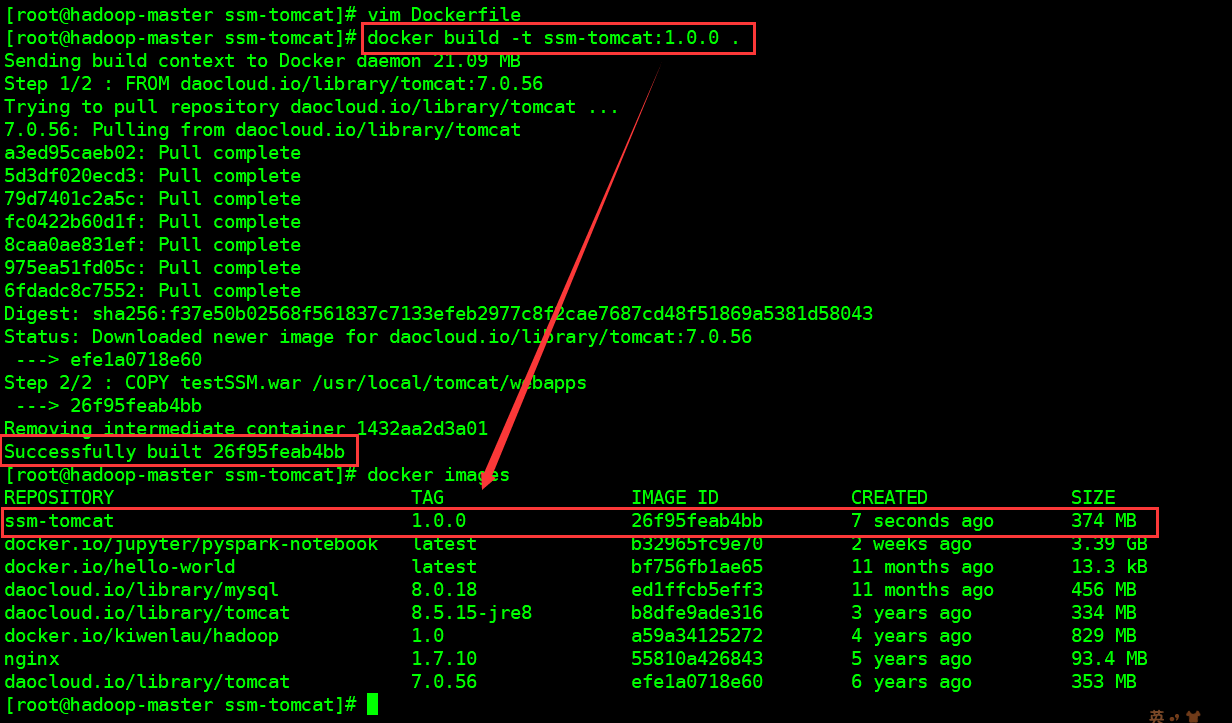 [root@hadoop-master ssm-tomcat]# vim Dockerfile
[root@hadoop-master ssm-tomcat]# docker build -t ssm-tomcat:1.0.0 .
Sending build context to Docker daemon 21.09 MB
Step 1/2 : FROM daocloud.io/library/tomcat:7.0.56
Trying to pull repository daocloud.io/library/tomcat ...
7.0.56: Pulling from daocloud.io/library/tomcat
a3ed95caeb02: Pull complete
5d3df020ecd3: Pull complete
79d7401c2a5c: Pull complete
fc0422b60d1f: Pull complete
8caa0ae831ef: Pull complete
975ea51fd05c: Pull complete
6fdadc8c7552: Pull complete
Digest: sha256:f37e50b02568f561837c7133efeb2977c8f2cae7687cd48f51869a5381d58043
Status: Downloaded newer image for daocloud.io/library/tomcat:7.0.56
 ---> efe1a0718e60
Step 2/2 : COPY testSSM.war /usr/local/tomcat/webapps
 ---> 26f95feab4bb
Removing intermediate container 1432aa2d3a01
Successfully built 26f95feab4bb
[root@hadoop-master ssm-tomcat]# docker images
REPOSITORY TAG IMAGE ID CREATED SIZE
ssm-tomcat 1.0.0 26f95feab4bb 7 seconds ago 374 MB
docker.io/jupyter/pyspark-notebook latest b32965fc9e70 2 weeks ago 3.39 GB
docker.io/hello-world latest bf756fb1ae65 11 months ago 13.3 kB
daocloud.io/library/mysql 8.0.18 ed1ffcb5eff3 11 months ago 456 MB
daocloud.io/library/tomcat 8.5.15-jre8 b8dfe9ade316 3 years ago 334 MB
docker.io/kiwenlau/hadoop 1.0 a59a34125272 4 years ago 829 MB
nginx 1.7.10 55810a426843 5 years ago 93.4 MB
daocloud.io/library/tomcat 7.0.56 efe1a0718e60 6 years ago 353 MB
[root@hadoop-master ssm-tomcat]#
英